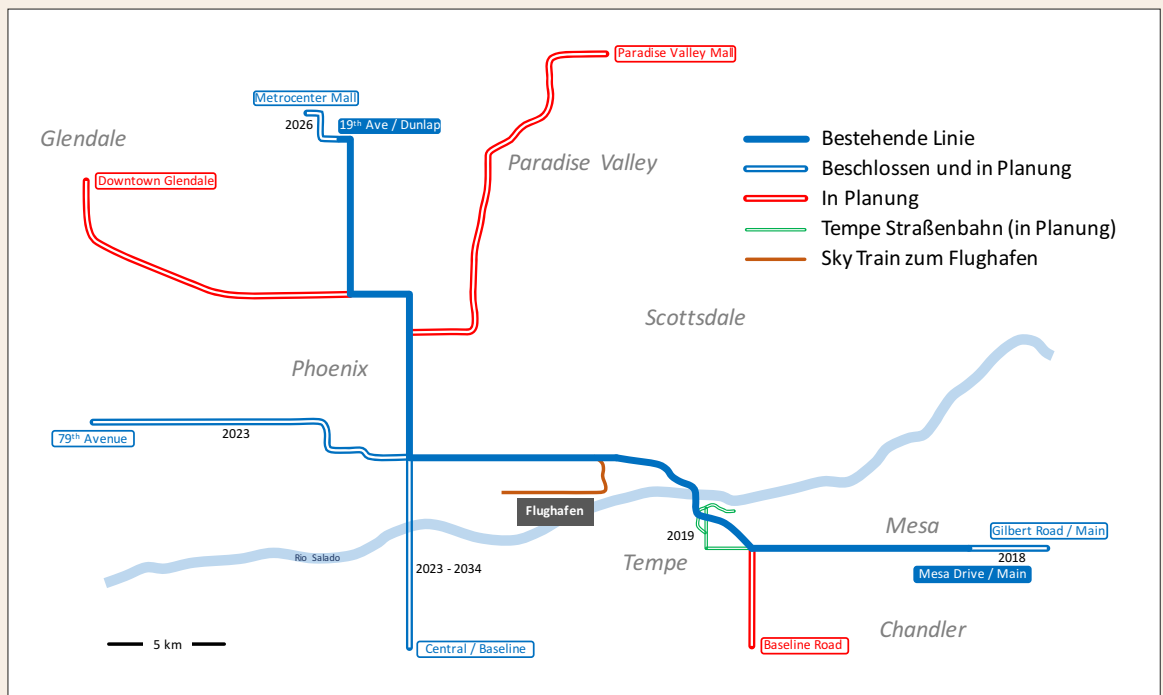 Paradise Valley Mall
Metrocenter Mall
2026
19th Ave / Dunlap
Glendale
Paradise Valley
Downtown Glendale
Bestehende Linie
Beschlossen und in Planung
In Planung
Tempe Straßenbahn (in Planung)
Sky Train zum Flughafen
Scottsdale
Phoenix
79th Avenue
2023
Flughafen
Mesa
Gilbert Road / Main
2019
2018
Rio Salado
Tempe
2023 - 2034
Mesa Drive / Main
Chandler
5 km
Central / Baseline
Baseline Road